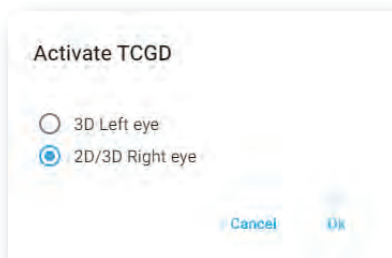 Activate TCGD
3D Left eye
2D/3D Right eye
Cancel Ok